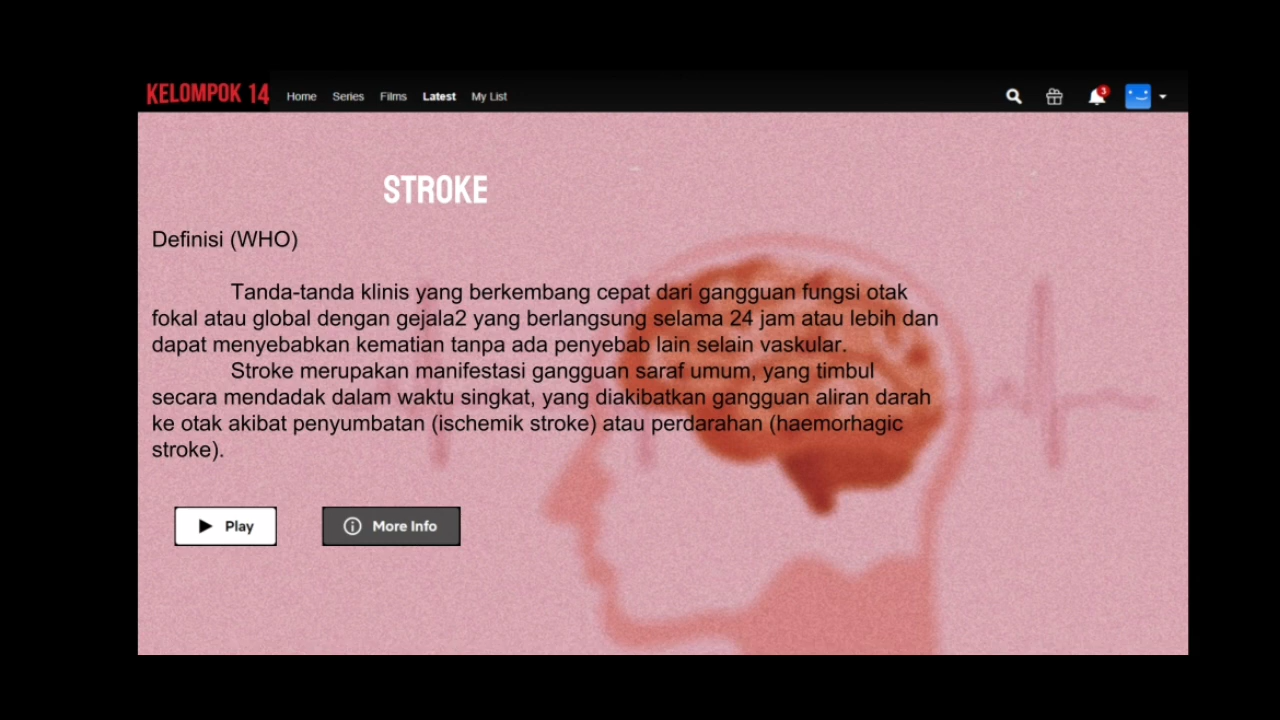 KELOMPOK 14 Home Series Films Latest My List 3
STROKE
Definisi (WHO)
Tanda-tanda klinis yang berkembang cepat dari gangguan fungsi otak
fokal atau global dengan gejala2 yang berlangsung selama 24 jam atau lebih dan
dapat menyebabkan kematian tanpa ada penyebab lain selain vaskular.
Stroke merupakan manifestasi gangguan saraf umum, yang timbul
secara mendadak dalam waktu singkat, yang diakibatkan gangguan aliran darah
ke otak akibat penyumbatan (ischemik stroke) atau perdarahan (haemorhagic
stroke).
Play More Info